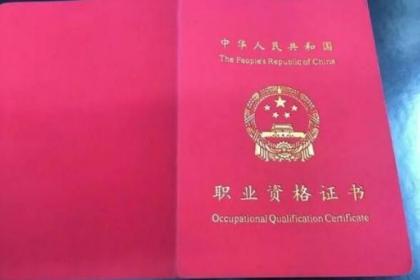 中华人民共和国
The People's Republic of China
职业资格证书
Occupational Qualification Certificate